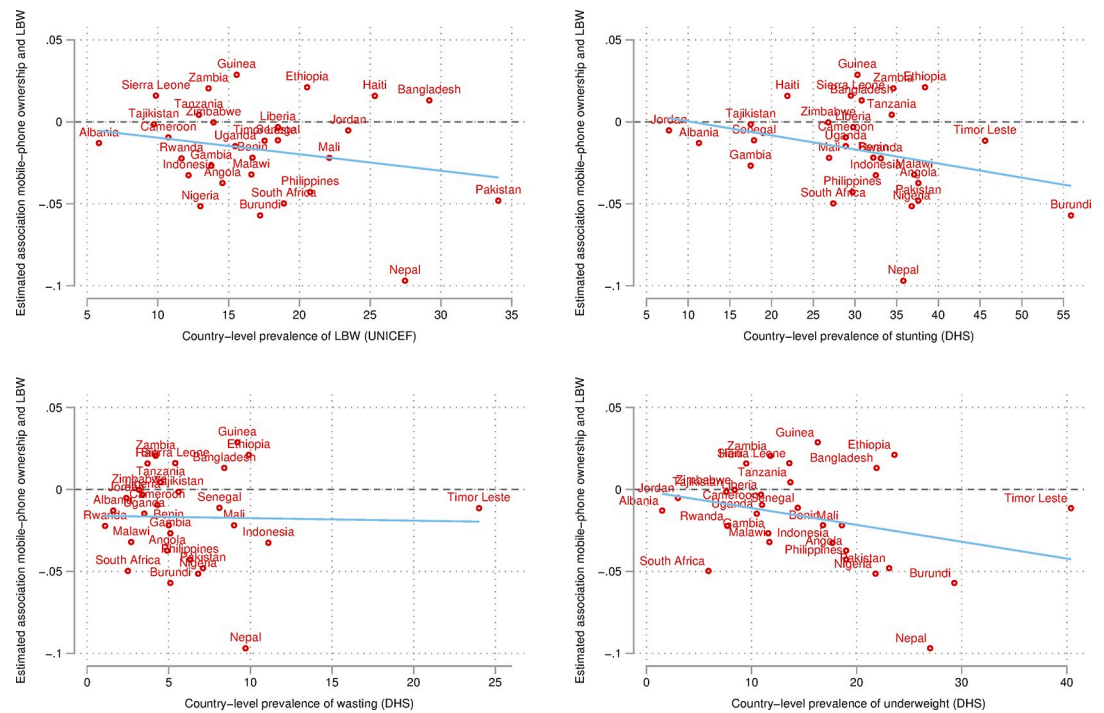 Estimated association mobile-phone ownership and LBW
.05
0
-.05
-.1
Guinea
Zambia
Ethiopia
Sierra Leone
Haiti
Bangladesh
Tanzania
Tajikistan
Zimbabwe
Liberia
Jordan
Albania
Cameroon
Uganda
Timor Leste
Senegal
Rwanda
Benin
Mali
Gambia
Indonesia
Malawi
Angola
Philippines
Pakistan
Nigeria
South Africa
Burundi
Nepal
5 10 15 20 25 30 35
Country-level prevalence of LBW (UNICEF)
Estimated association mobile-phone ownership and LBW
.05
0
-.05
-.1
Guinea
Haiti
Sierra Leone
Zambia
Ethiopia
Bangladesh
Tanzania
Jordan
Tajikistan
Zimbabwe
Liberia
Albania
Senegal
Cameroon
Uganda
Timor Leste
Gambia
Mali
Benin
Rwanda
Indonesia
Malawi
Angola
South Africa
Philippines
Pakistan
Nigeria
Burundi
Nepal
5 10 15 20 25 30 35 40 45 50 55
Country-level prevalence of stunting (DHS)
Estimated association mobile-phone ownership and LBW
.05
0
-.05
-.1
Guinea
Zambia
Ethiopia
Haiti
Sierra Leone
Bangladesh
Tanzania
Zimbabwe
Tajikistan
Jordan
Albania
Cameroon
Senegal
Timor Leste
Uganda
Rwanda
Benin
Mali
Gambia
Malawi
Indonesia
Angola
Philippines
South Africa
Pakistan
Nigeria
Burundi
Nepal
0 5 10 15 20 25
Country-level prevalence of wasting (DHS)
Estimated association mobile-phone ownership and LBW
.05
0
-.05
-.1
Guinea
Zambia
Ethiopia
Haiti
Sierra Leone
Bangladesh
Tanzania
Jordan
Tajikistan
Zimbabwe
Liberia
Albania
Cameroon
Senegal
Timor Leste
Uganda
Rwanda
Benin
Mali
Gambia
Malawi
Indonesia
Angola
Philippines
South Africa
Pakistan
Nigeria
Burundi
Nepal
0 10 20 30 40
Country-level prevalence of underweight (DHS)